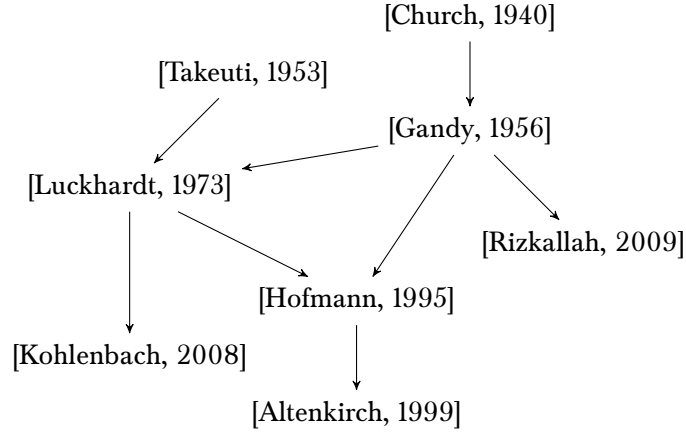 [Church, 1940]
[Takeuti, 1953]
[Gandy, 1956]
[Luckhardt, 1973]
[Rizkallah, 2009]
[Hofmann, 1995]
[Kohlenbach, 2008]
[Altenkirch, 1999]